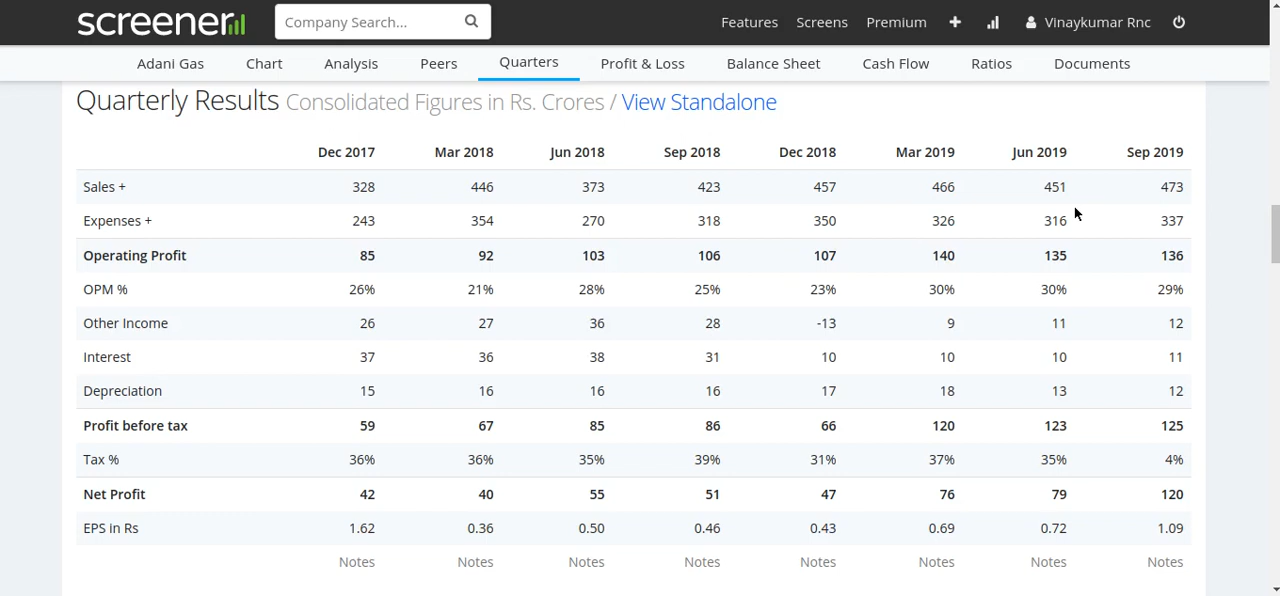 screener Company Search... Features Screens Premium Vinaykumar Rnc
Adani Gas Chart Analysis Peers Quarters Profit & Loss Balance Sheet Cash Flow Ratios Documents
Quarterly Results Consolidated Figures in Rs. Crores / View Standalone
Dec 2017 Mar 2018 Jun 2018 Sep 2018 Dec 2018 Mar 2019 Jun 2019 Sep 2019
Sales + 328 446 373 423 457 466 451 473
Expenses + 243 354 270 318 350 326 316 337
Operating Profit 85 92 103 106 107 140 135 136
OPM % 26% 21% 28% 25% 23% 30% 30% 29%
Other Income 26 27 36 28 -13 9 11 12
Interest 37 36 38 31 10 10 10 11
Depreciation 15 16 16 16 17 18 13 12
Profit before tax 59 67 85 86 66 120 123 125
Tax % 36% 36% 35% 39% 31% 37% 35% 4%
Net Profit 42 40 55 51 47 76 79 120
EPS in Rs 1.62 0.36 0.50 0.46 0.43 0.69 0.72 1.09
Notes Notes Notes Notes Notes Notes Notes Notes